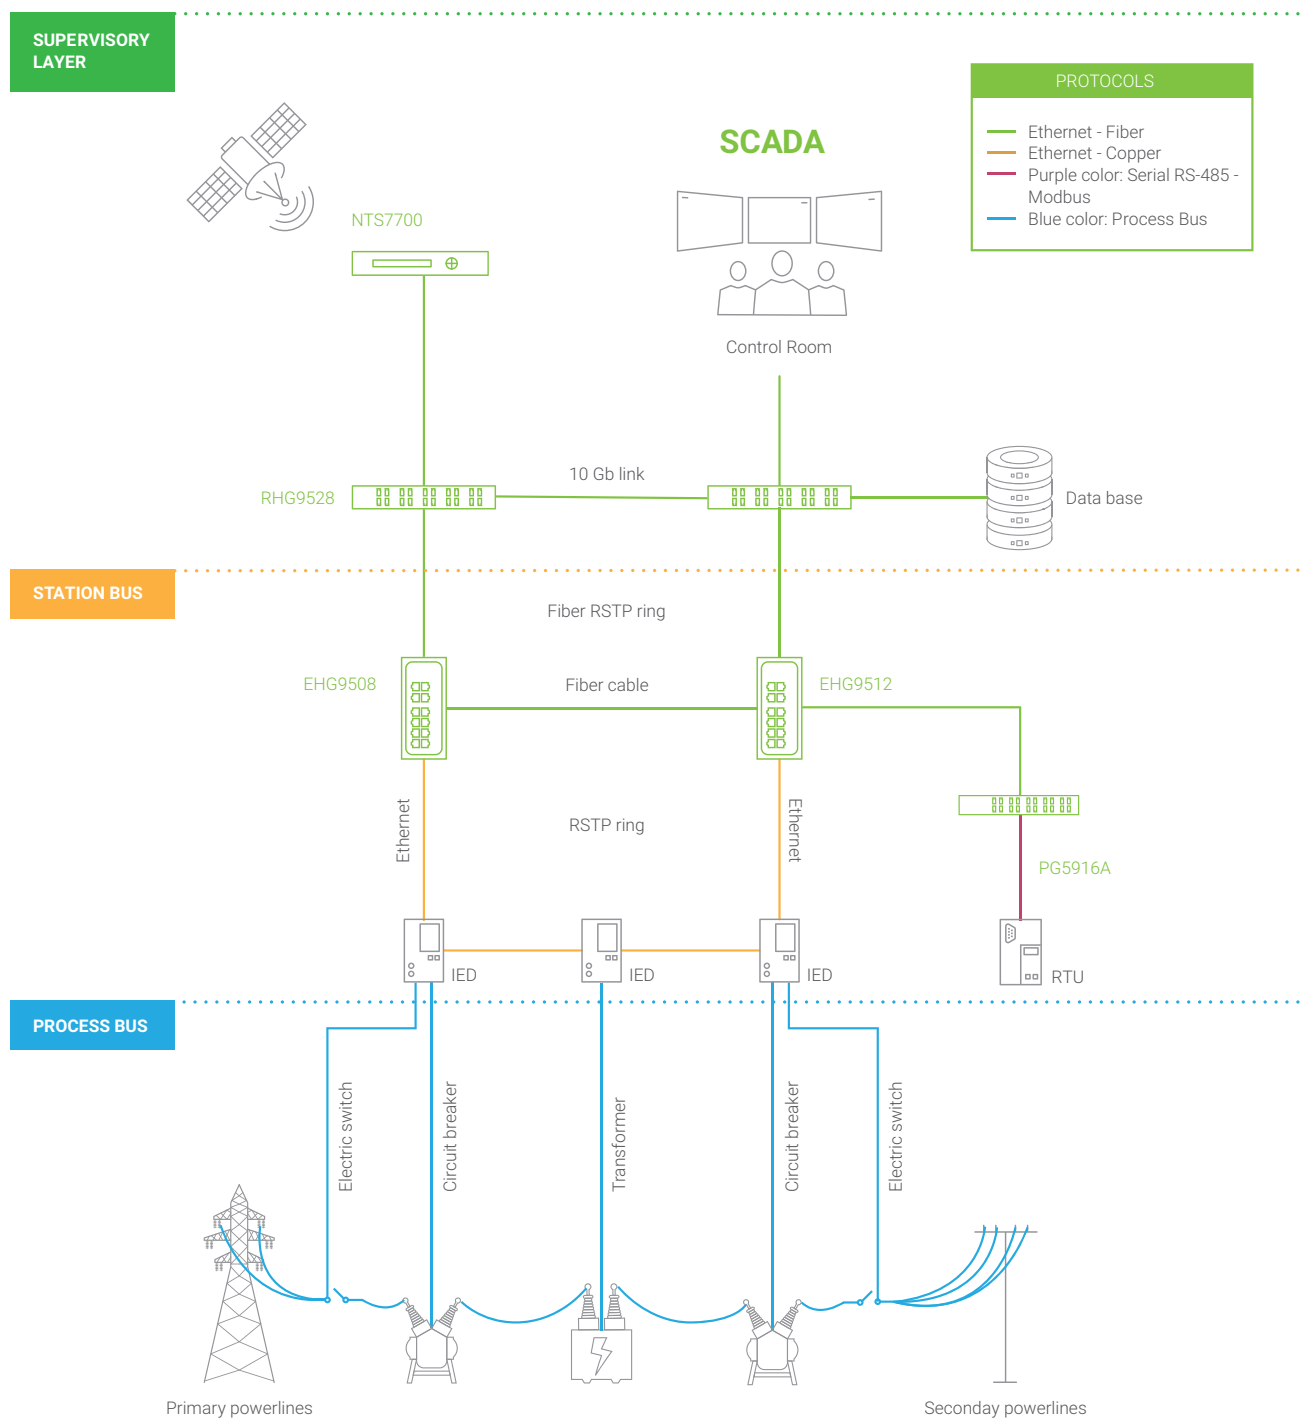 SUPERVISORY
LAYER
PROTOCOLS
Ethernet - Fiber
Ethernet - Copper
Purple color: Serial RS-485 -
Modbus
Blue color: Process Bus
SCADA
NTS7700
Control Room
10 Gb link
RHG9528
Data base
STATION BUS
Fiber RSTP ring
EHG9508
Fiber cable
EHG9512
Ethernet
RSTP ring
Ethernet
PG5916A
IED
IED
IED
RTU
PROCESS BUS
Electric switch
Circuit breaker
Transformer
Circuit breaker
Electric switch
Primary powerlines
Seconday powerlines